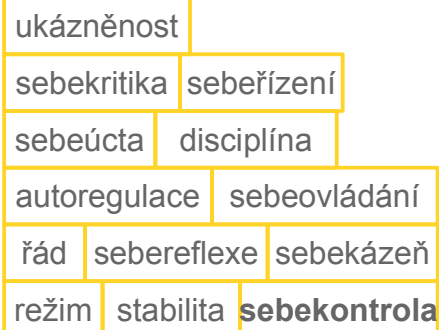 ukázněnost
sebekritika sebeřízení
sebeúcta disciplína
autoregulace sebeovládání
řád sebereflexe sebekázeň
režim stabilita sebekontrola